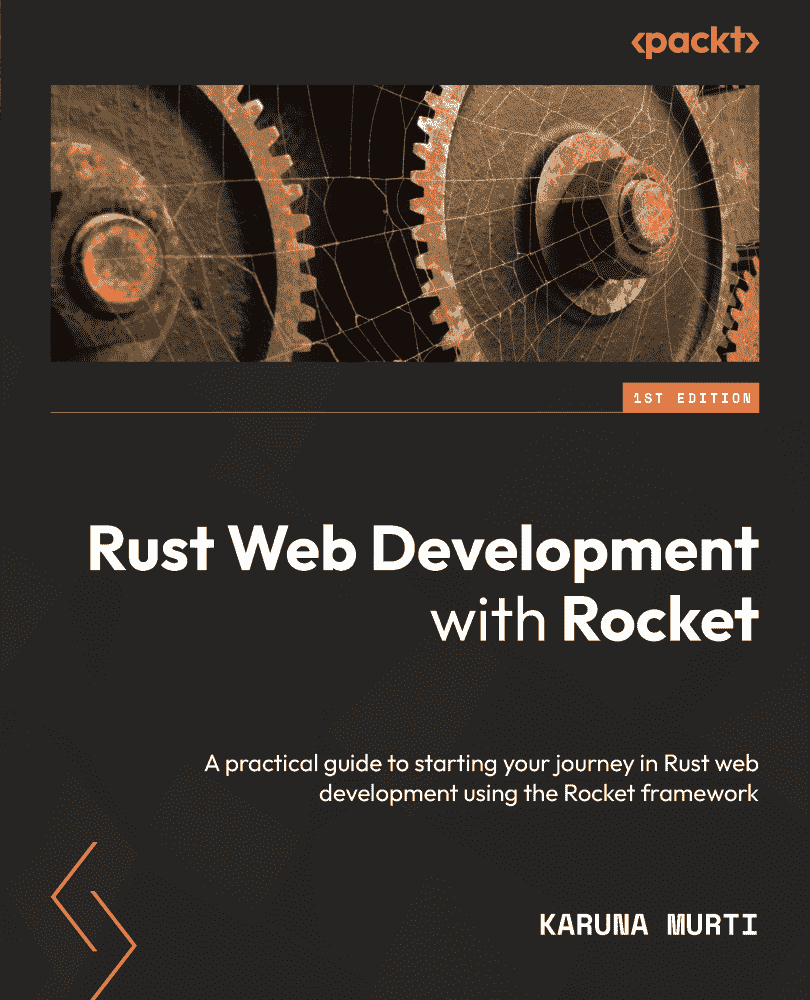 <packt>
1ST EDITION
Rust Web Development
with Rocket
A practical guide to starting your journey in Rust web
development using the Rocket framework
KARUNA MURTI